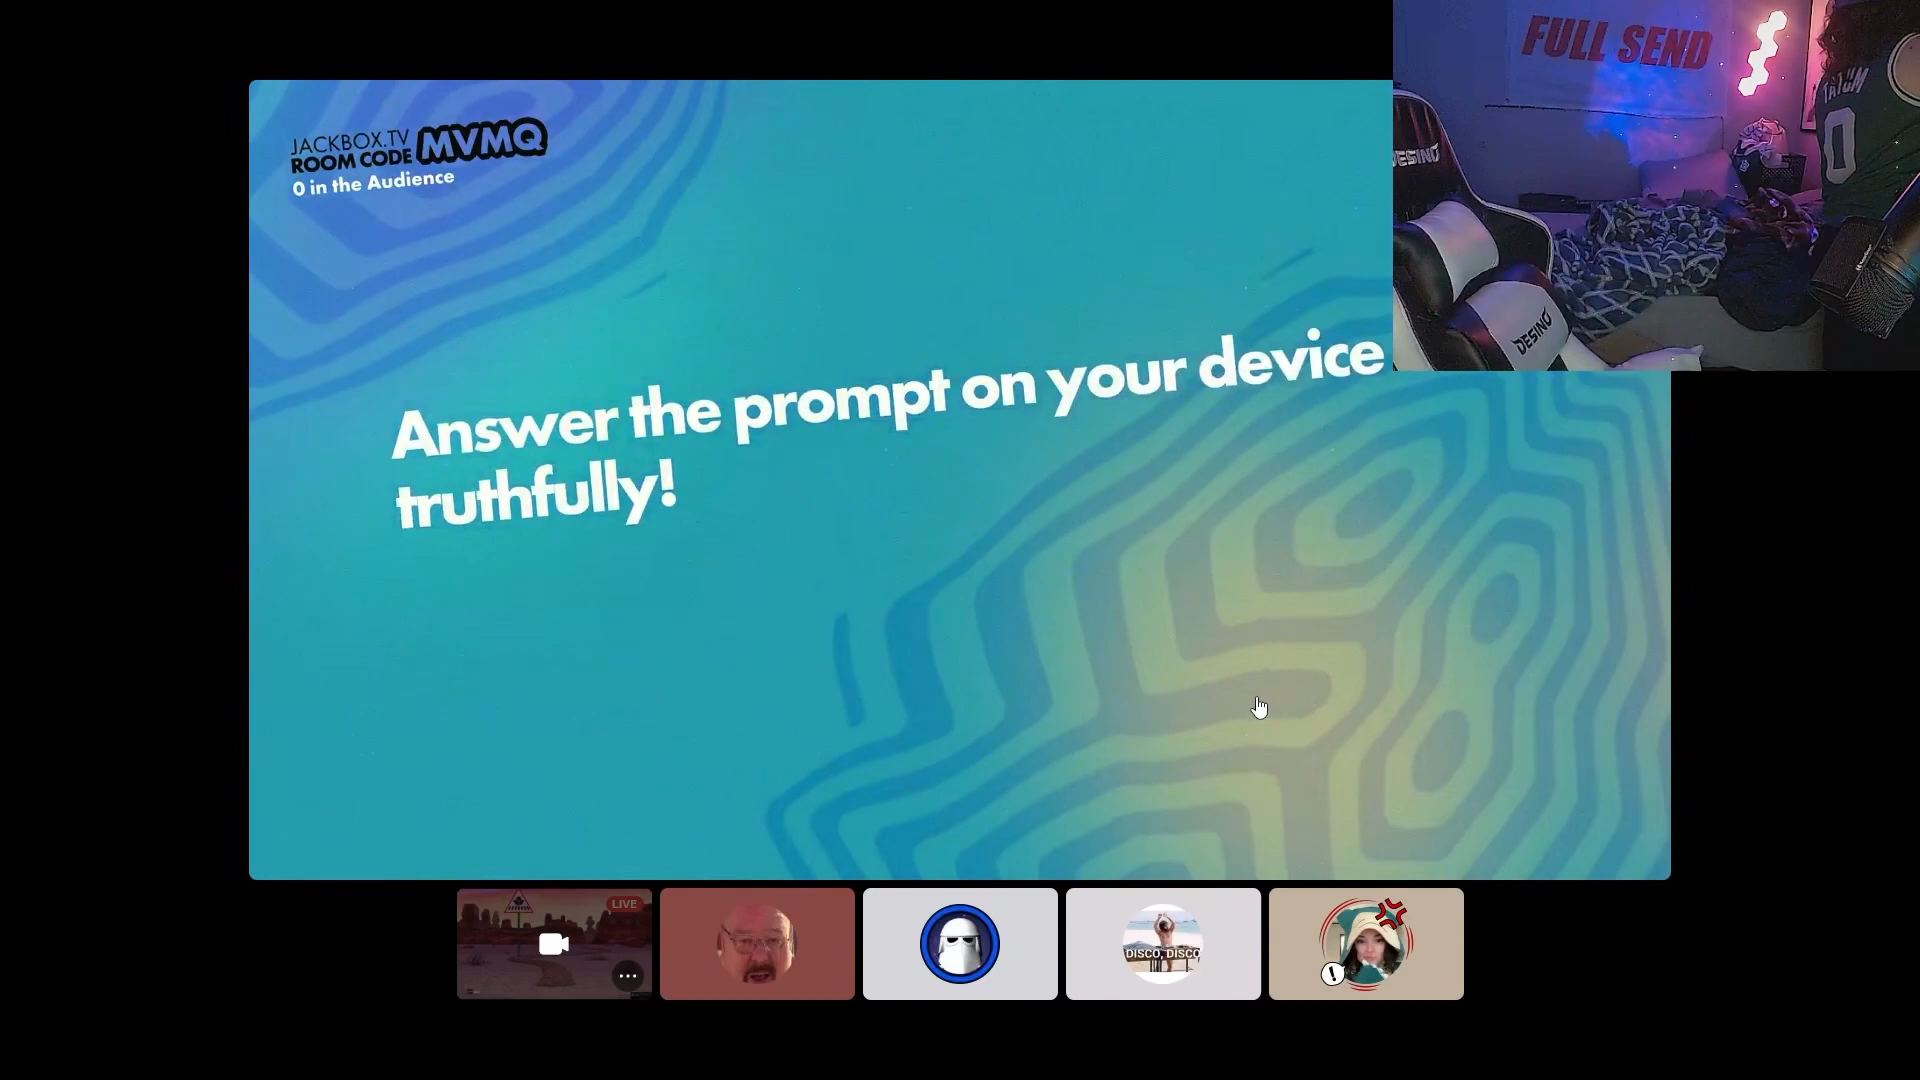 JACKBOX.TV
ROOM CODE MVMQ
0 in the Audience
FULL SEND
TATUM
0
DESINO
DESINO
Answer the prompt on your device
truthfully!
LIVE
DISCO, DISCO